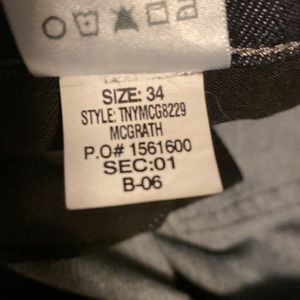 SIZE: 34
STYLE: TNYMCG8229
MCGRATH
P.O# 1561600
SEC:01
B-06